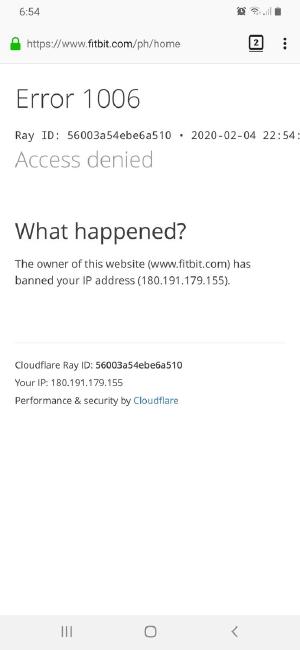 6:54
https://www.fitbit.com/ph/home
2
Error 1006
Ray ID: 56003a54ebe6a510 • 2020-02-04 22:54:
Access denied
What happened?
The owner of this website (www.fitbit.com) has
banned your IP address (180.191.179.155).
Cloudflare Ray ID: 56003a54ebe6a510
Your IP: 180.191.179.155
Performance & security by Cloudflare